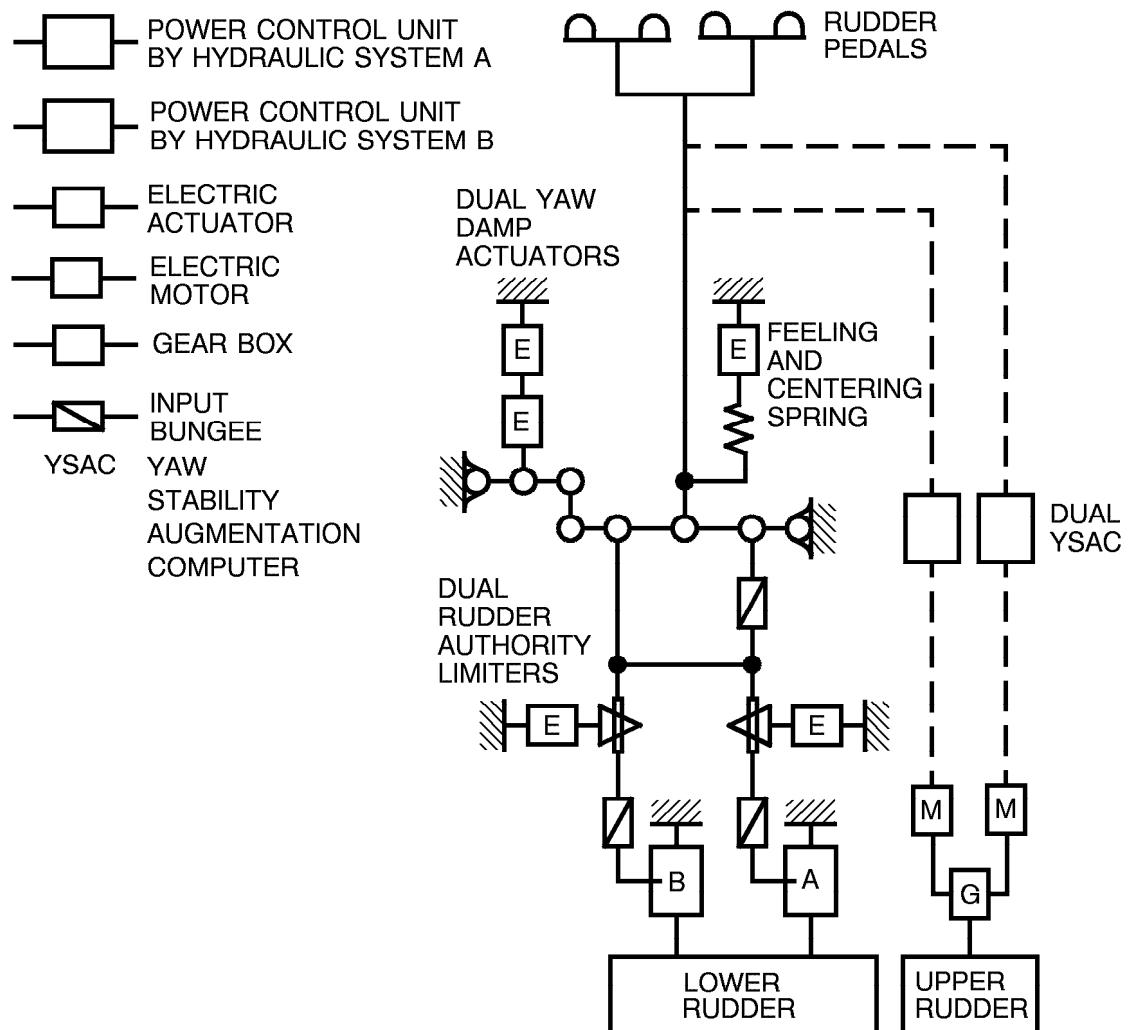 POWER CONTROL UNIT
BY HYDRAULIC SYSTEM A
POWER CONTROL UNIT
BY HYDRAULIC SYSTEM B
ELECTRIC
ACTUATOR
ELECTRIC
MOTOR
GEAR BOX
INPUT
BUNGEE
YSAC YAW
STABILITY
AUGMENTATION
COMPUTER
RUDDER
PEDALS
DUAL YAW
DAMP
ACTUATORS
E
E
E
FEELING
AND
CENTERING
SPRING
DUAL
YSAC
DUAL
RUDDER
AUTHORITY
LIMITERS
E
E
M
M
B
A
G
LOWER
RUDDER
UPPER
RUDDER